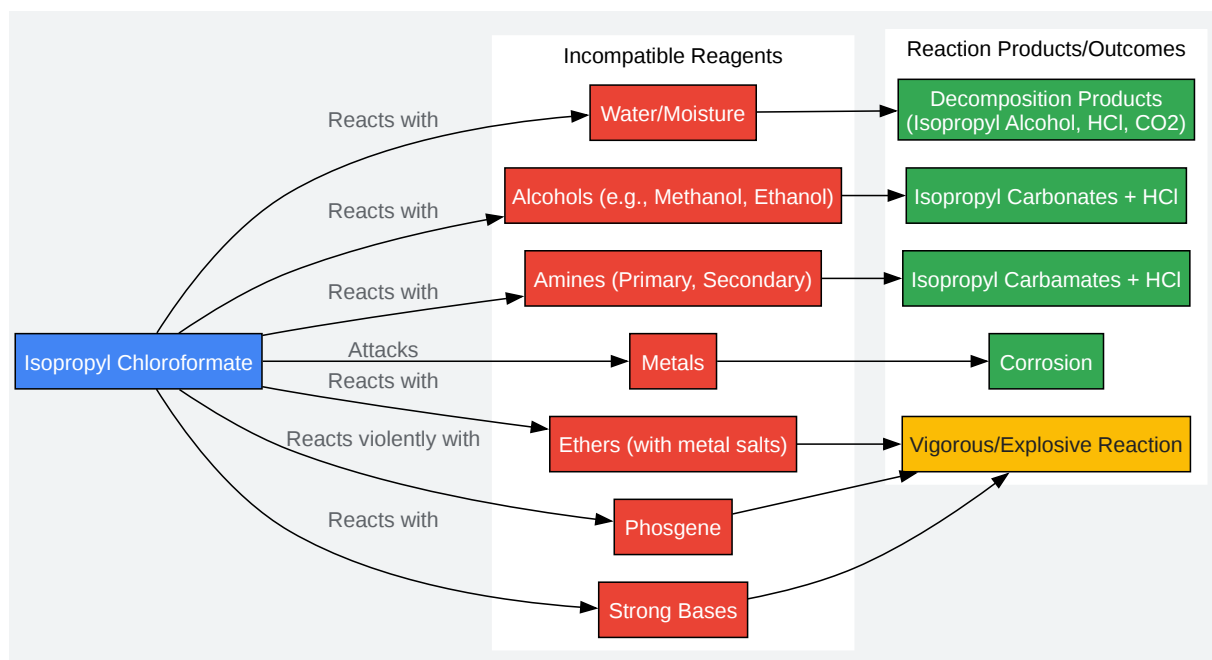 Incompatible Reagents
Reaction Products/Outcomes
Reacts with
Water/Moisture
Decomposition Products
(Isopropyl Alcohol, HCl, CO2)
Reacts with
Alcohols (e.g., Methanol, Ethanol)
Isopropyl Carbonates + HCl
Reacts with
Amines (Primary, Secondary)
Isopropyl Carbamates + HCl
Isopropyl Chloroformate
Attacks
Metals
Corrosion
Reacts with
Ethers (with metal salts)
Vigorous/Explosive Reaction
Reacts violently with
Phosgene
Reacts with
Strong Bases